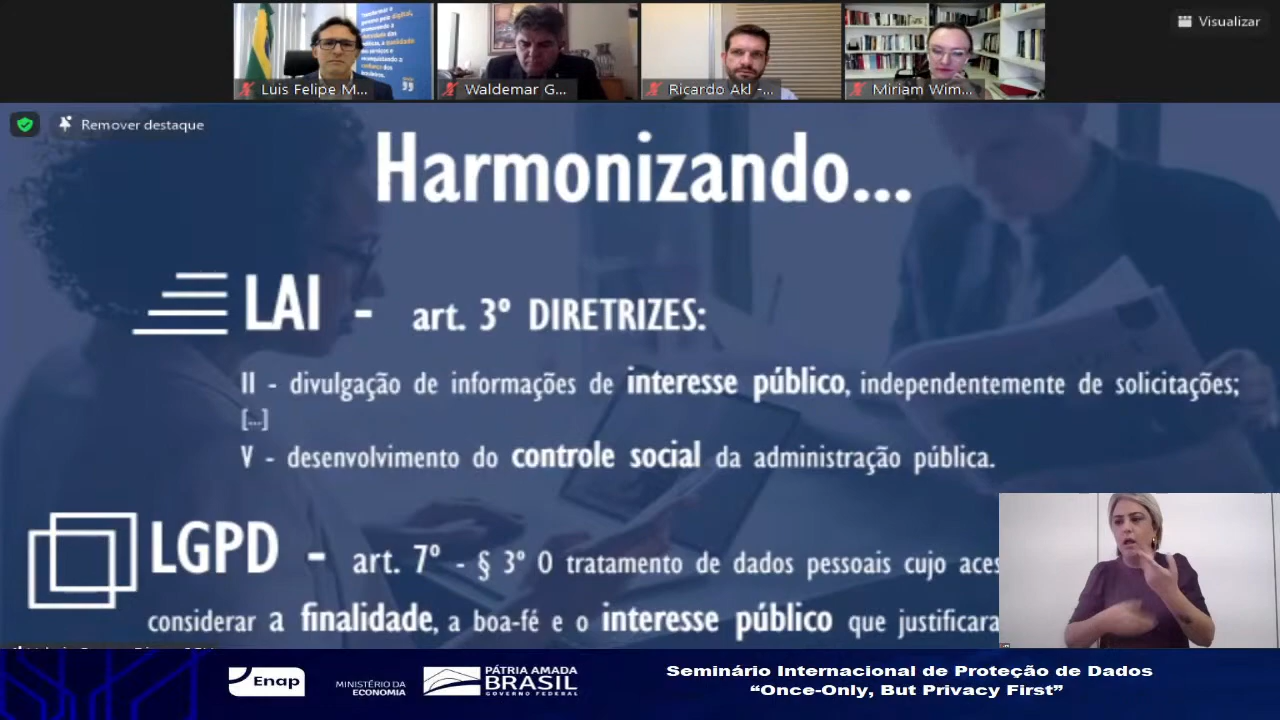 Visualizar
Luis Felipe M...
Waldemar G...
Ricardo Akl -...
Miriam Wim...
Remover destaque
Harmonizando...
LAI - art. 3º DIRETRIZES:
II - divulgação de informações de interesse público, independentemente de solicitações;
[...]
V - desenvolvimento do controle social da administração pública.
LGPD - art. 7º - § 3º O tratamento de dados pessoais cujo aces
considerar a finalidade, a boa-fé e o interesse público que justificara
Enap
MINISTÉRIO DA
ECONOMIA
PÁTRIA AMADA
BRASIL
GOVERNO FEDERAL
Seminário Internacional de Proteção de Dados
“Once-Only, But Privacy First”